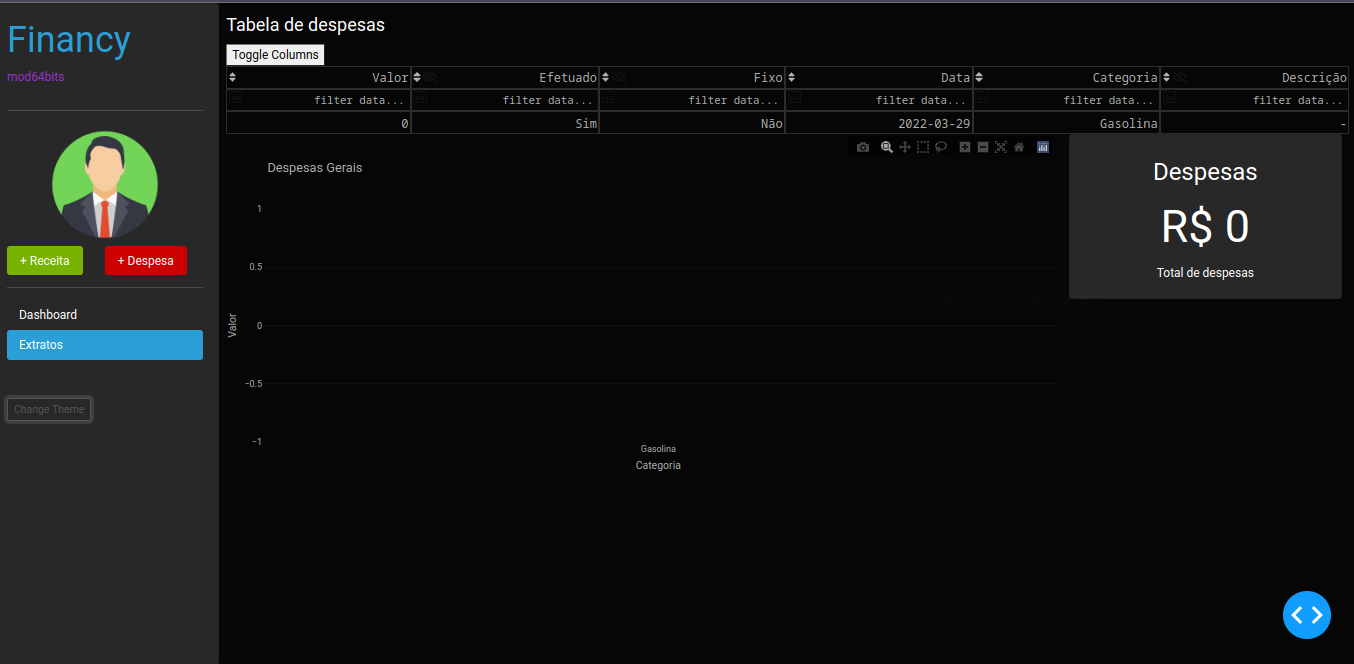 Financy
mod64bits
+ Receita
+ Despesa
Dashboard
Extratos
Change Theme
Tabela de despesas
Toggle Columns
Valor Efetuado Fixo Data Categoria Descrição
filter data... filter data... filter data... filter data... filter data... filter data...
0 Sim Não 2022-03-29 Gasolina -
Despesas Gerais
1
0.5
0
−0.5
−1
Valor
Gasolina
Categoria
Despesas
R$ 0
Total de despesas